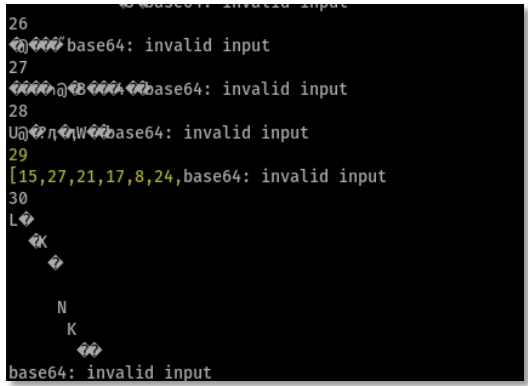 base64: invalid input
26
�@���˝base64: invalid input
27
base64: invalid input
28
base64: invalid input
29
[15,27,21,17,8,24,base64: invalid input
30
L�
�K
�
N
K
��
base64: invalid input